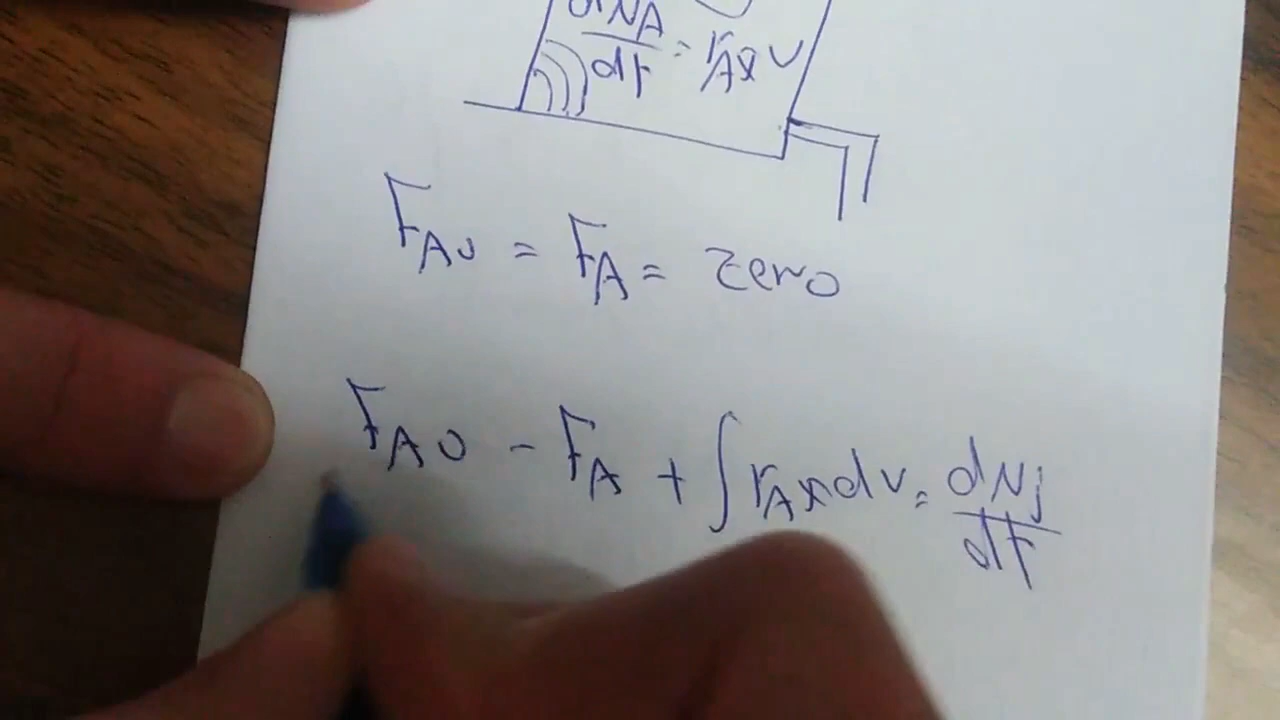 dNA/dt = rA x V
FA0 = FA = zero
FA0 - FA + ∫ rA x dv = dNj/dt